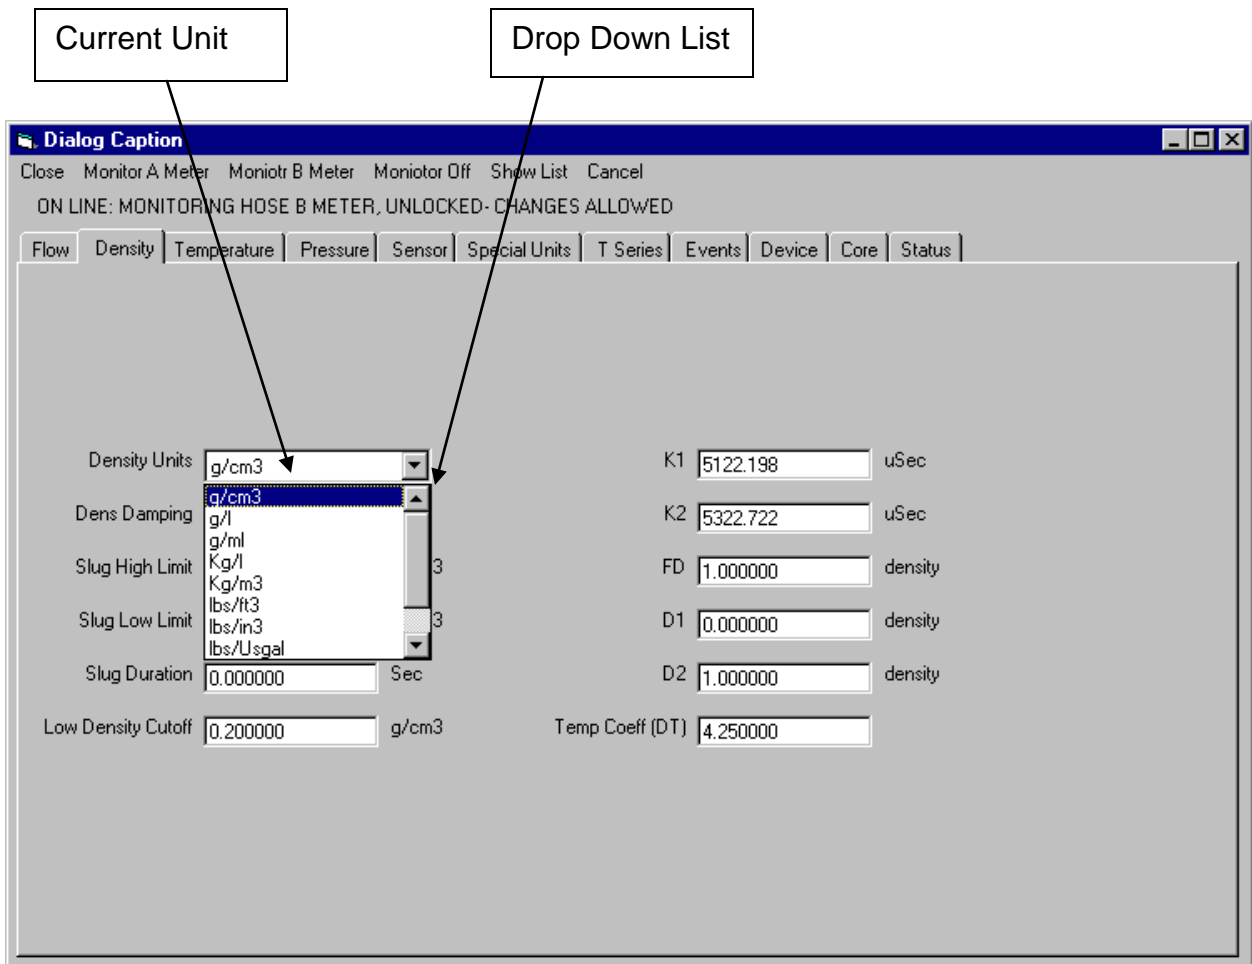 Current Unit
Drop Down List
Dialog Caption
Close Monitor A Meter Moniotr B Meter Moniotor Off Show List Cancel
ON LINE: MONITORING HOSE B METER, UNLOCKED- CHANGES ALLOWED
Flow Density Temperature Pressure Sensor Special Units T Series Events Device Core Status
Density Units g/cm3 K1 5122.198 uSec
g/cm3
Dens Damping g/l K2 5322.722 uSec
g/ml
Slug High Limit Kg/l 3 FD 1.000000 density
Kg/m3
lbs/ft3
Slug Low Limit lbs/in3 3 D1 0.000000 density
lbs/Usgal
Slug Duration 0.000000 Sec D2 1.000000 density
Low Density Cutoff 0.200000 g/cm3 Temp Coeff (DT) 4.250000